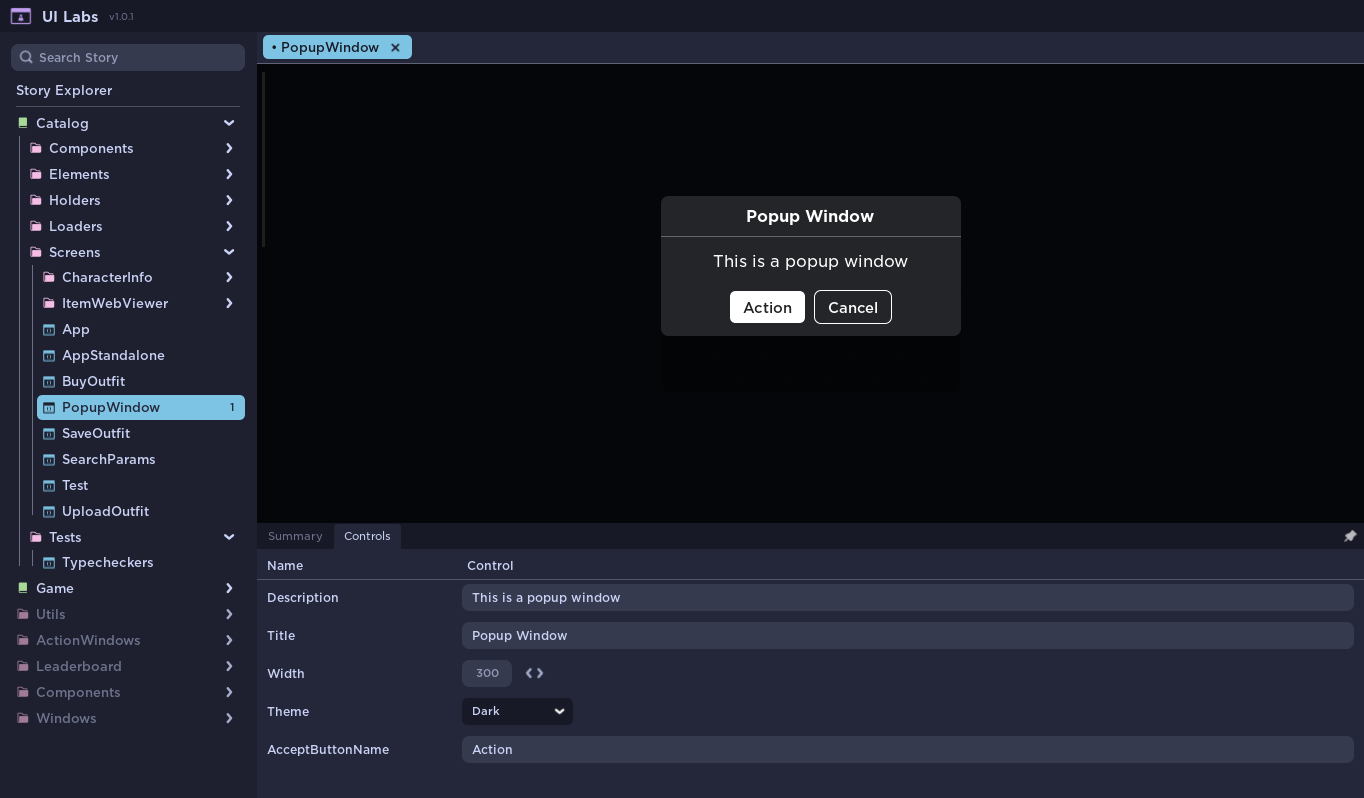 UI Labs v1.0.1
Search Story
Story Explorer
Catalog
Components
Elements
Holders
Loaders
Screens
CharacterInfo
ItemWebViewer
App
AppStandalone
BuyOutfit
PopupWindow 1
SaveOutfit
SearchParams
Test
UploadOutfit
Tests
Typecheckers
Game
Utils
ActionWindows
Leaderboard
Components
Windows
• PopupWindow
Popup Window
This is a popup window
Action Cancel
Summary Controls
Name Control
Description This is a popup window
Title Popup Window
Width 300
Theme Dark
AcceptButtonName Action